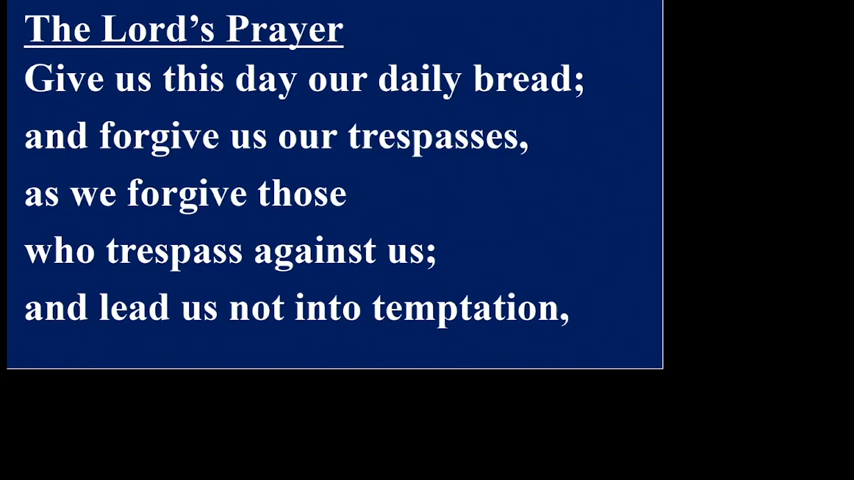 The Lord’s Prayer
Give us this day our daily bread;
and forgive us our trespasses,
as we forgive those
who trespass against us;
and lead us not into temptation,